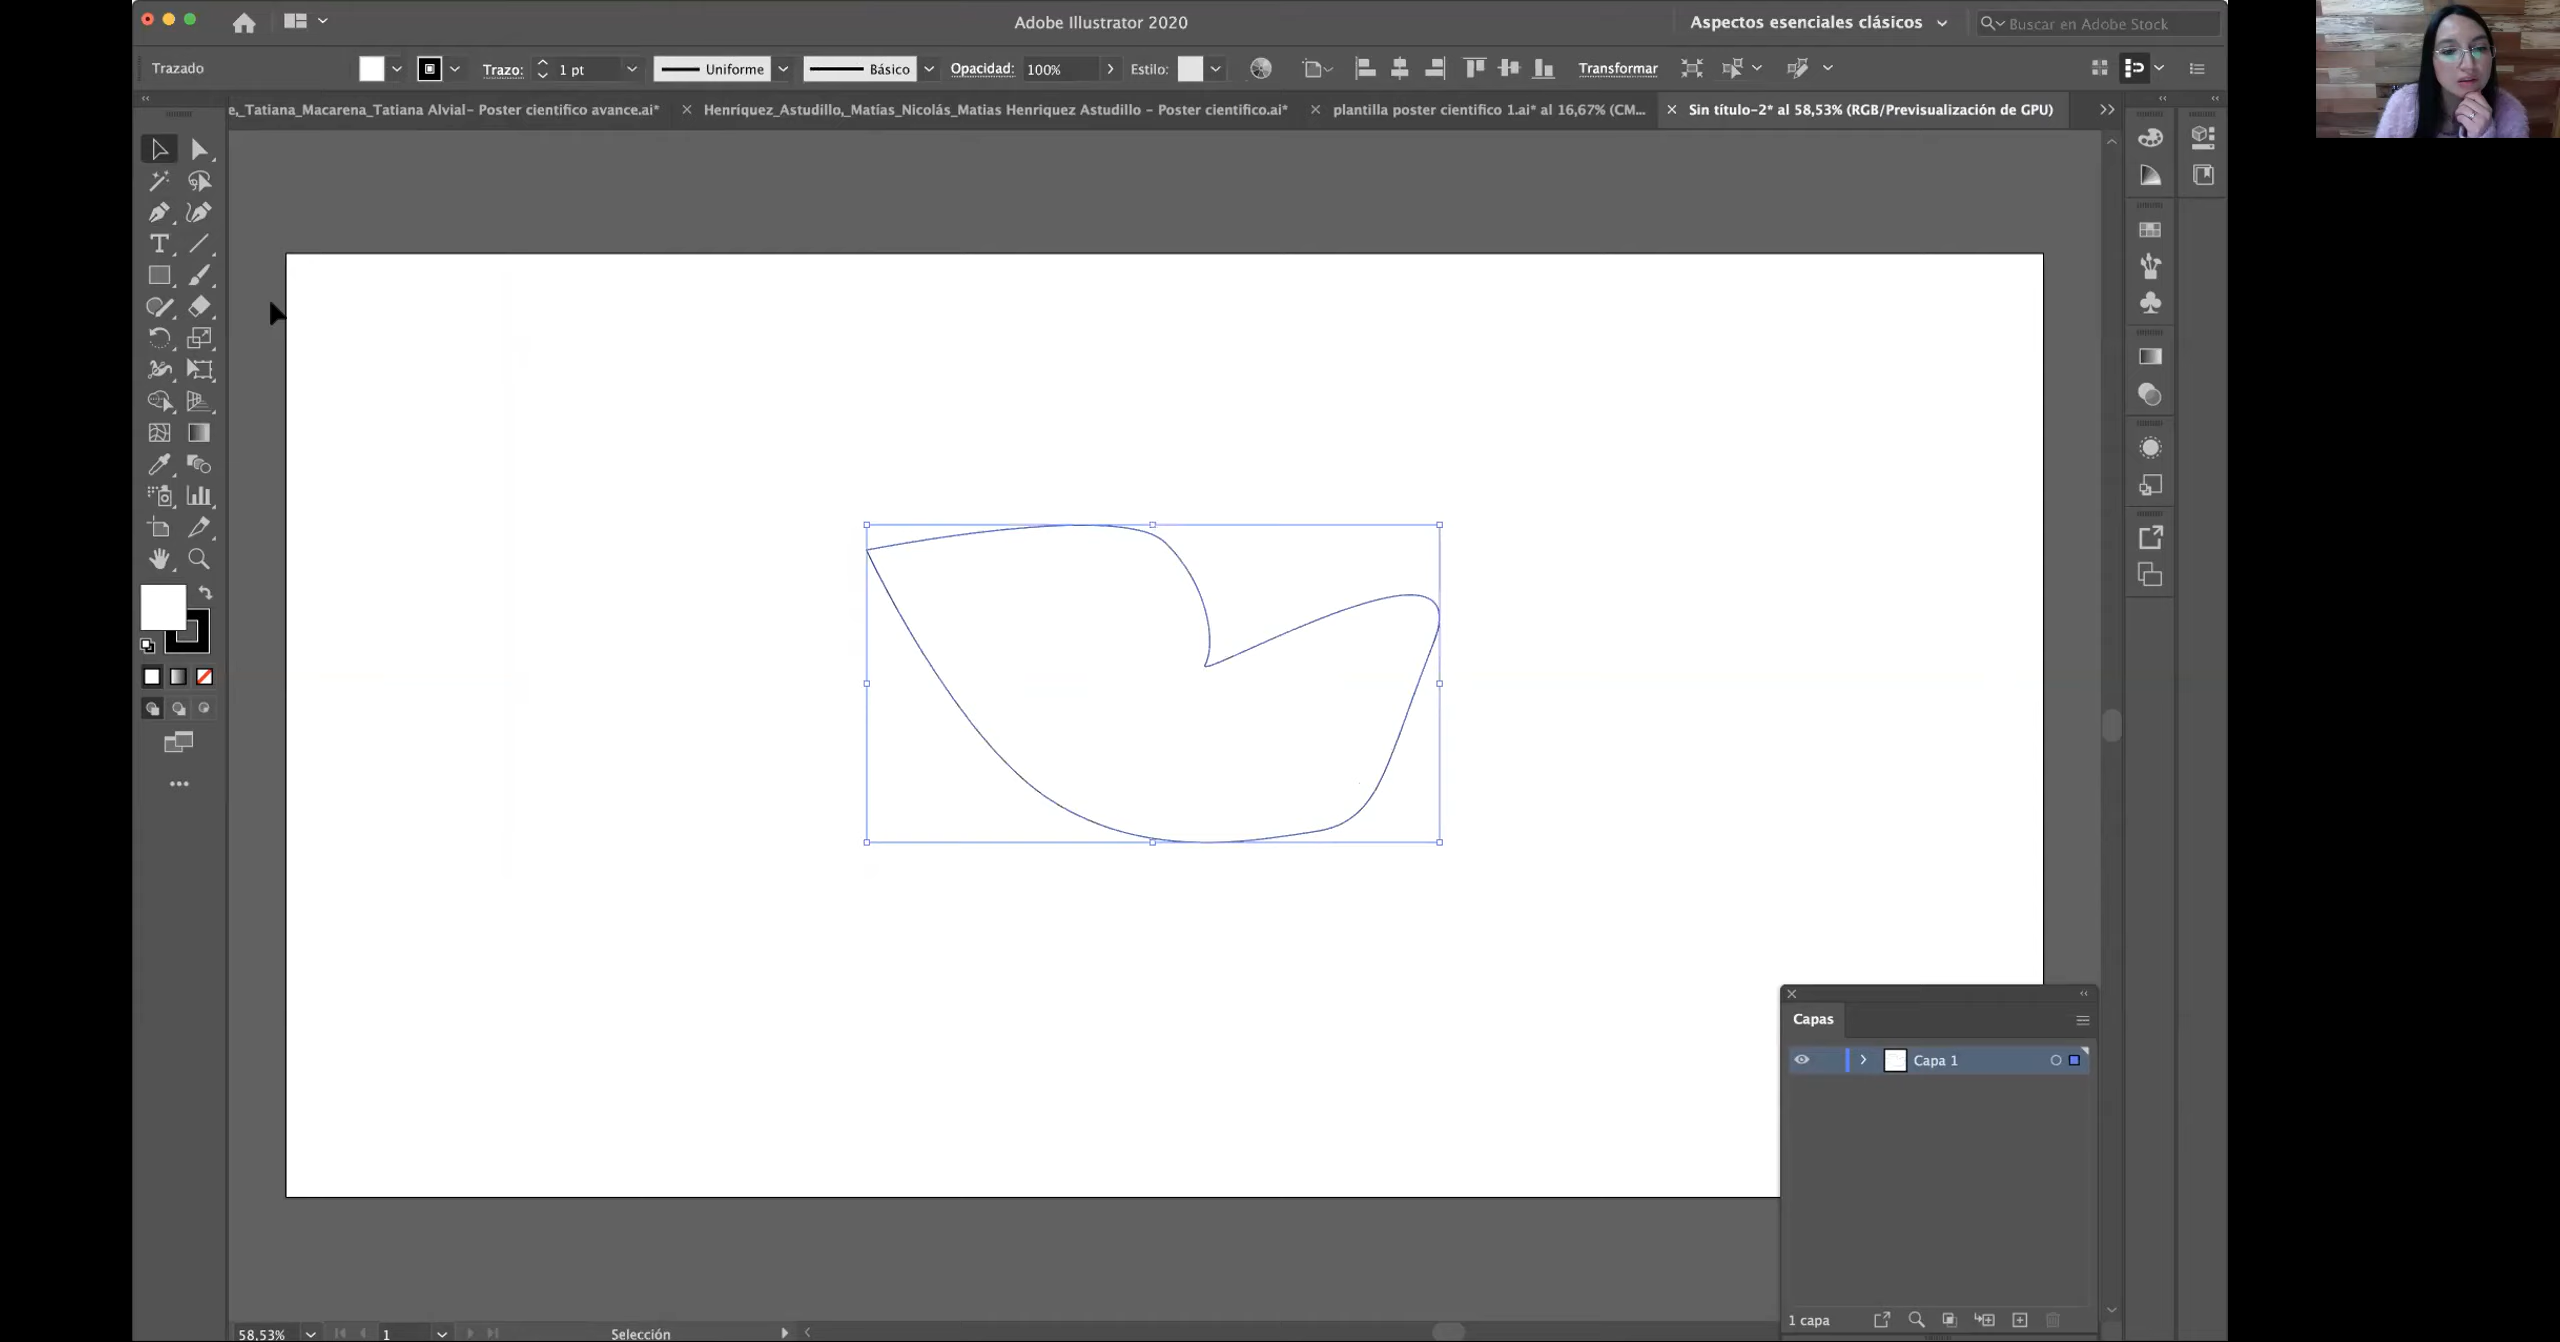 Adobe Illustrator 2020
Aspectos esenciales clásicos
Buscar en Adobe Stock
Trazado
Trazo: 1 pt
Uniforme
Básico
Opacidad: 100%
Estilo:
Transformar
e,_Tatiana_Macarena_Tatiana Alvial- Poster cientifico avance.ai*
Henríquez_Astudillo,_Matías_Nicolás_Matias Henriquez Astudillo - Poster cientifico.ai*
plantilla poster cientifico 1.ai* al 16,67% (CM...
Sin título-2* al 58,53% (RGB/Previsualización de GPU)
Capas
Capa 1
1 capa
58,53%
1
Selección